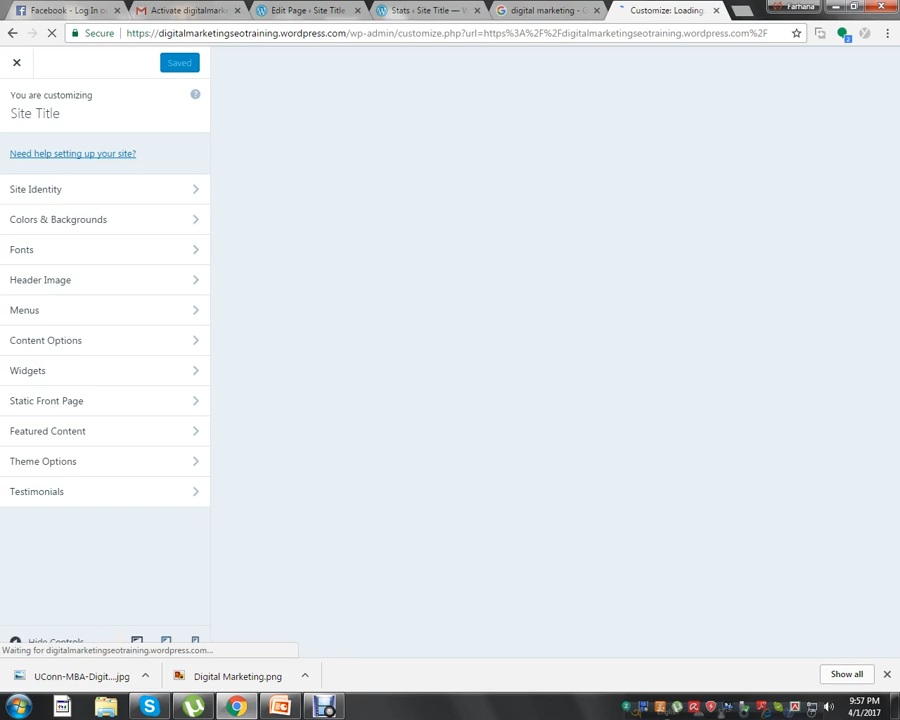 Facebook - Log In o
Activate digitalmark
Edit Page ‹ Site Title
Stats ‹ Site Title — W
digital marketing - G
Customize: Loading
Farhana
Secure
https://digitalmarketingseotraining.wordpress.com/wp-admin/customize.php?url=https%3A%2F%2Fdigitalmarketingseotraining.wordpress.com%2F
Saved
You are customizing
Site Title
Need help setting up your site?
Site Identity
Colors & Backgrounds
Fonts
Header Image
Menus
Content Options
Widgets
Static Front Page
Featured Content
Theme Options
Testimonials
Hide Controls
Waiting for digitalmarketingseotraining.wordpress.com...
UConn-MBA-Digit....jpg
Digital Marketing.png
Show all
9:57 PM
4/1/2017